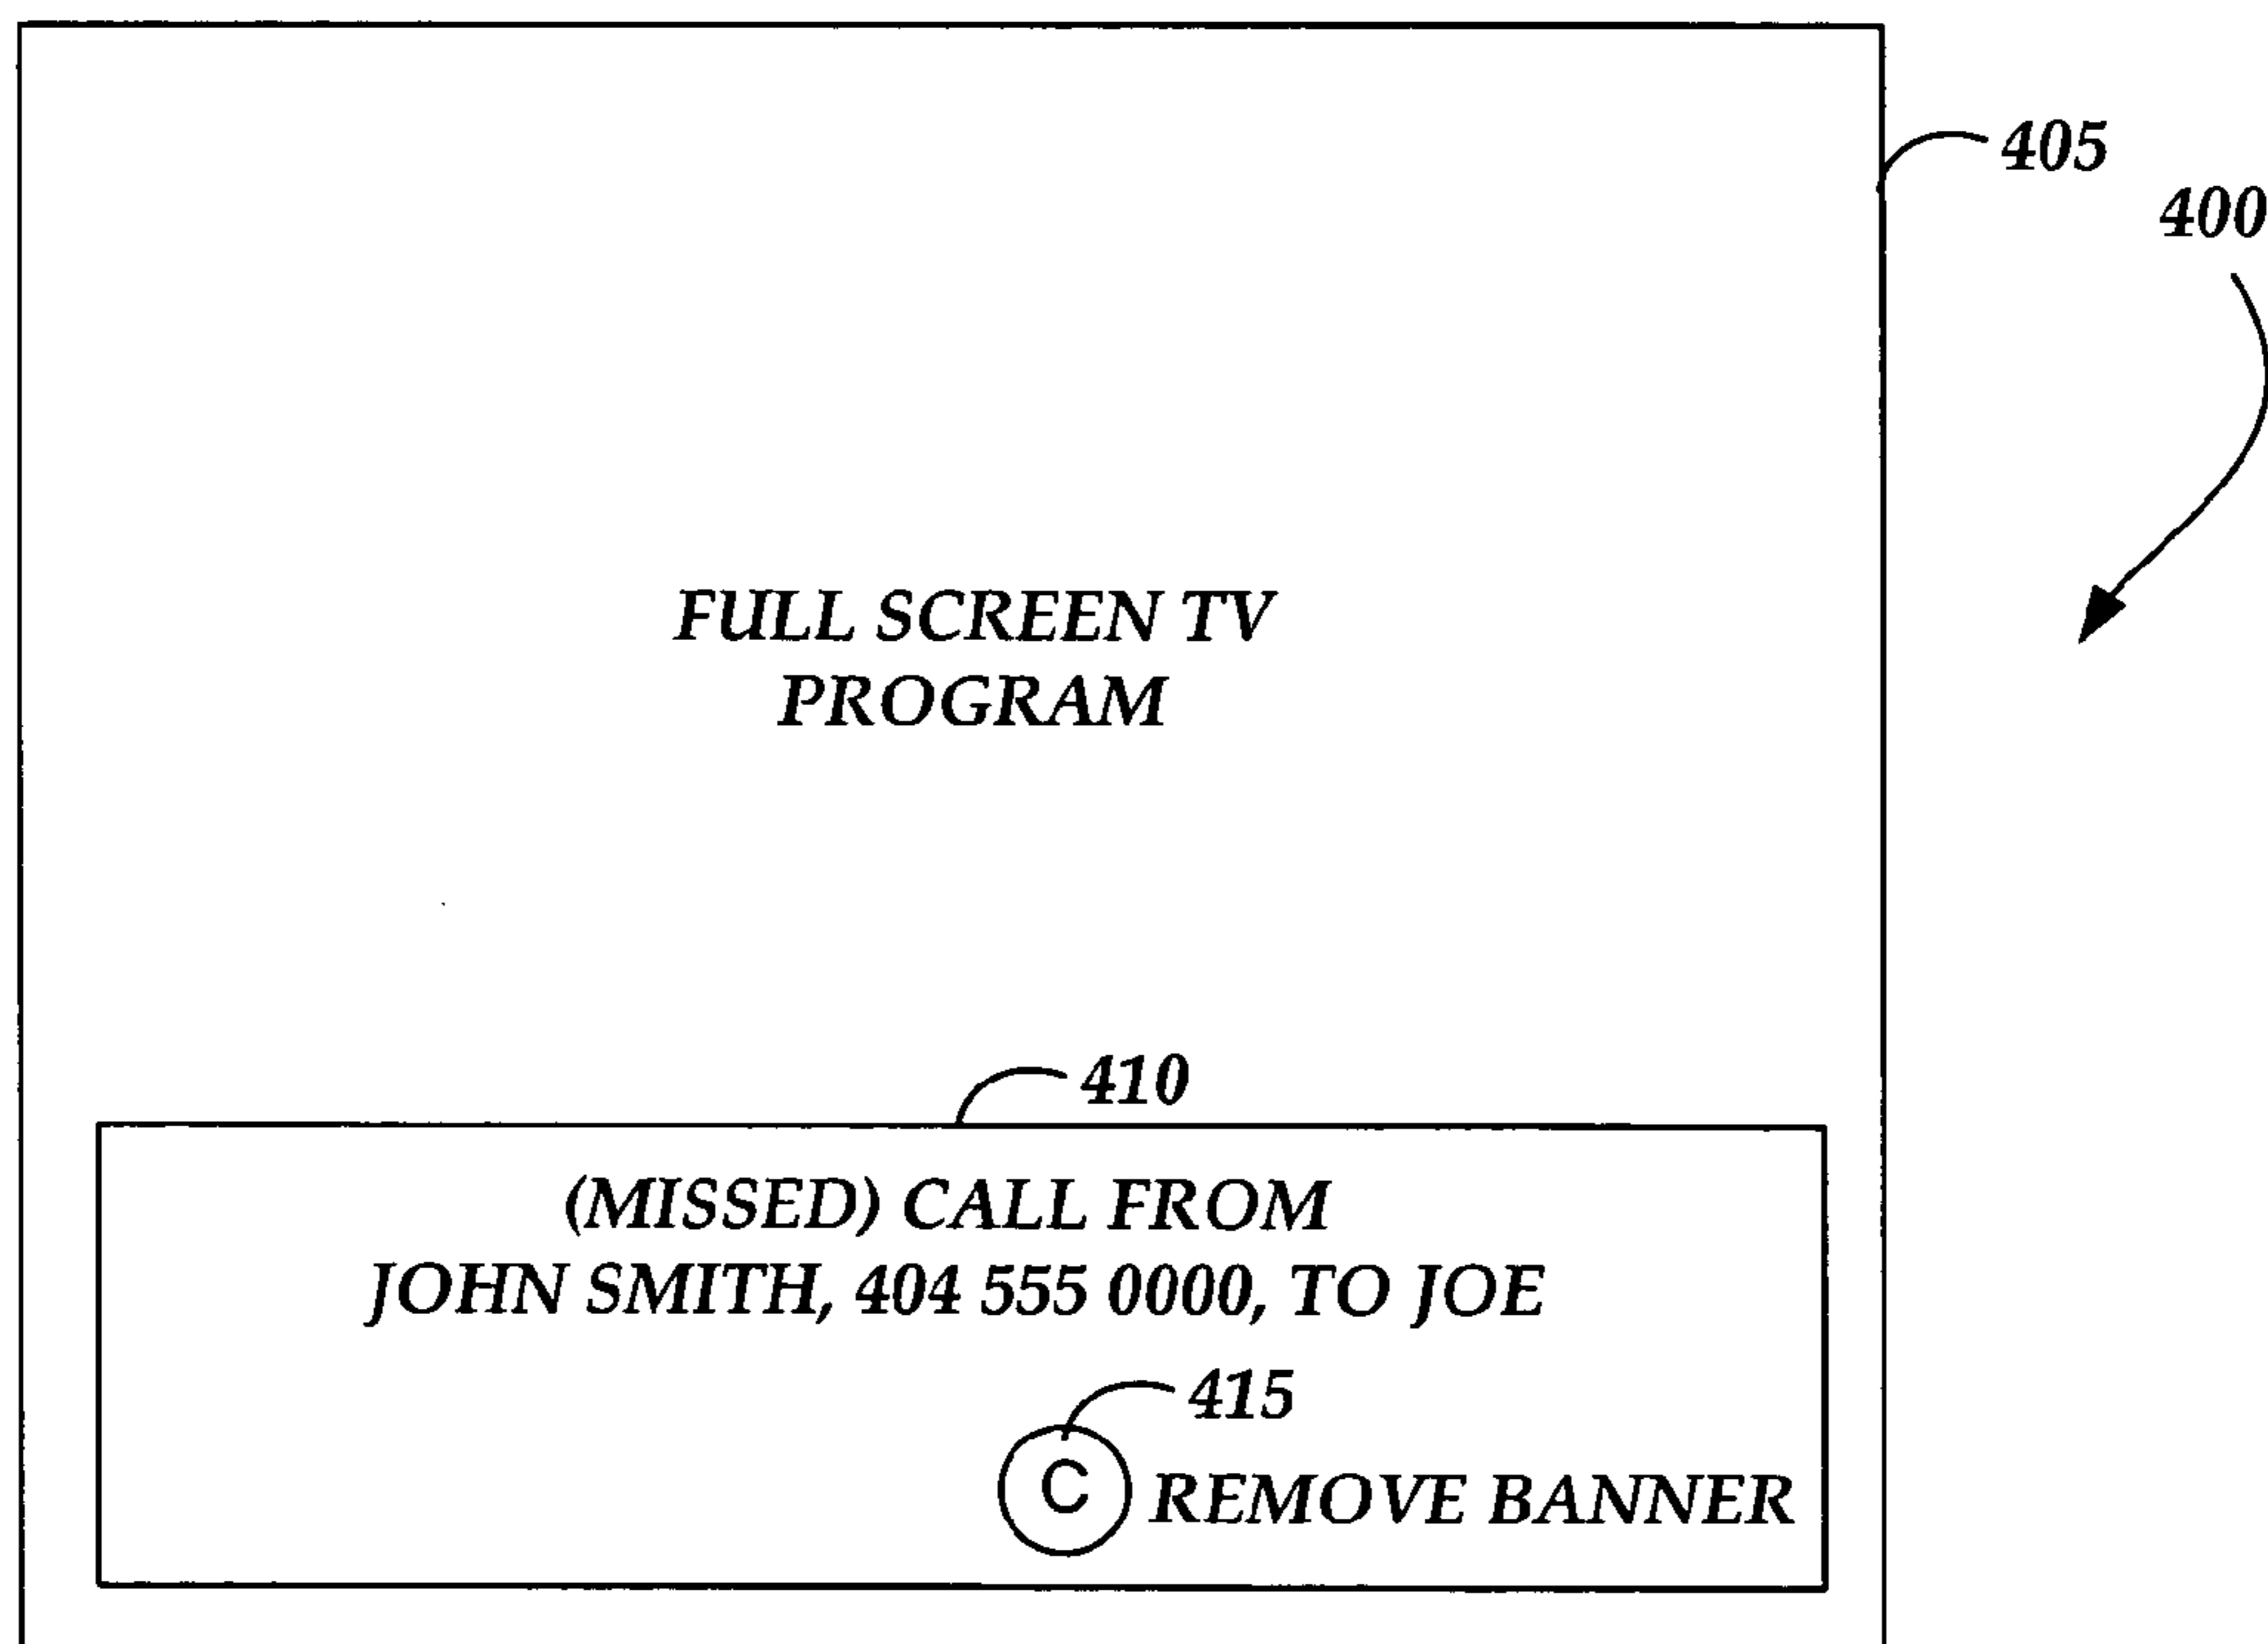 405
400
FULL SCREEN TV
PROGRAM
410
(MISSED) CALL FROM
JOHN SMITH, 404 555 0000, TO JOE
415
C REMOVE BANNER